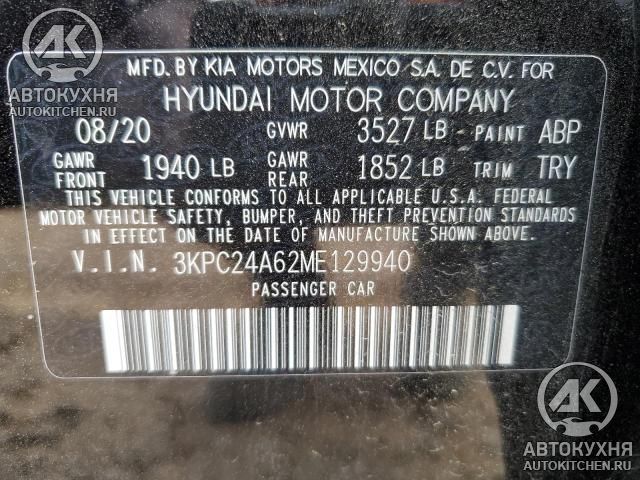 AK
АВТОКУХНЯ
AUTOKITCHEN.RU
MFD. BY KIA MOTORS MEXICO S.A. DE C.V. FOR
HYUNDAI MOTOR COMPANY
08/20 GVWR 3527 LB PAINT ABP
GAWR FRONT 1940 LB GAWR REAR 1852 LB TRIM TRY
THIS VEHICLE CONFORMS TO ALL APPLICABLE U.S.A. FEDERAL
MOTOR VEHICLE SAFETY, BUMPER, AND THEFT PREVENTION STANDARDS
IN EFFECT ON THE DATE OF MANUFACTURE SHOWN ABOVE.
V.I.N. 3KPC24A62ME129940
PASSENGER CAR
AK
АВТОКУХНЯ
AUTOKITCHEN.RU